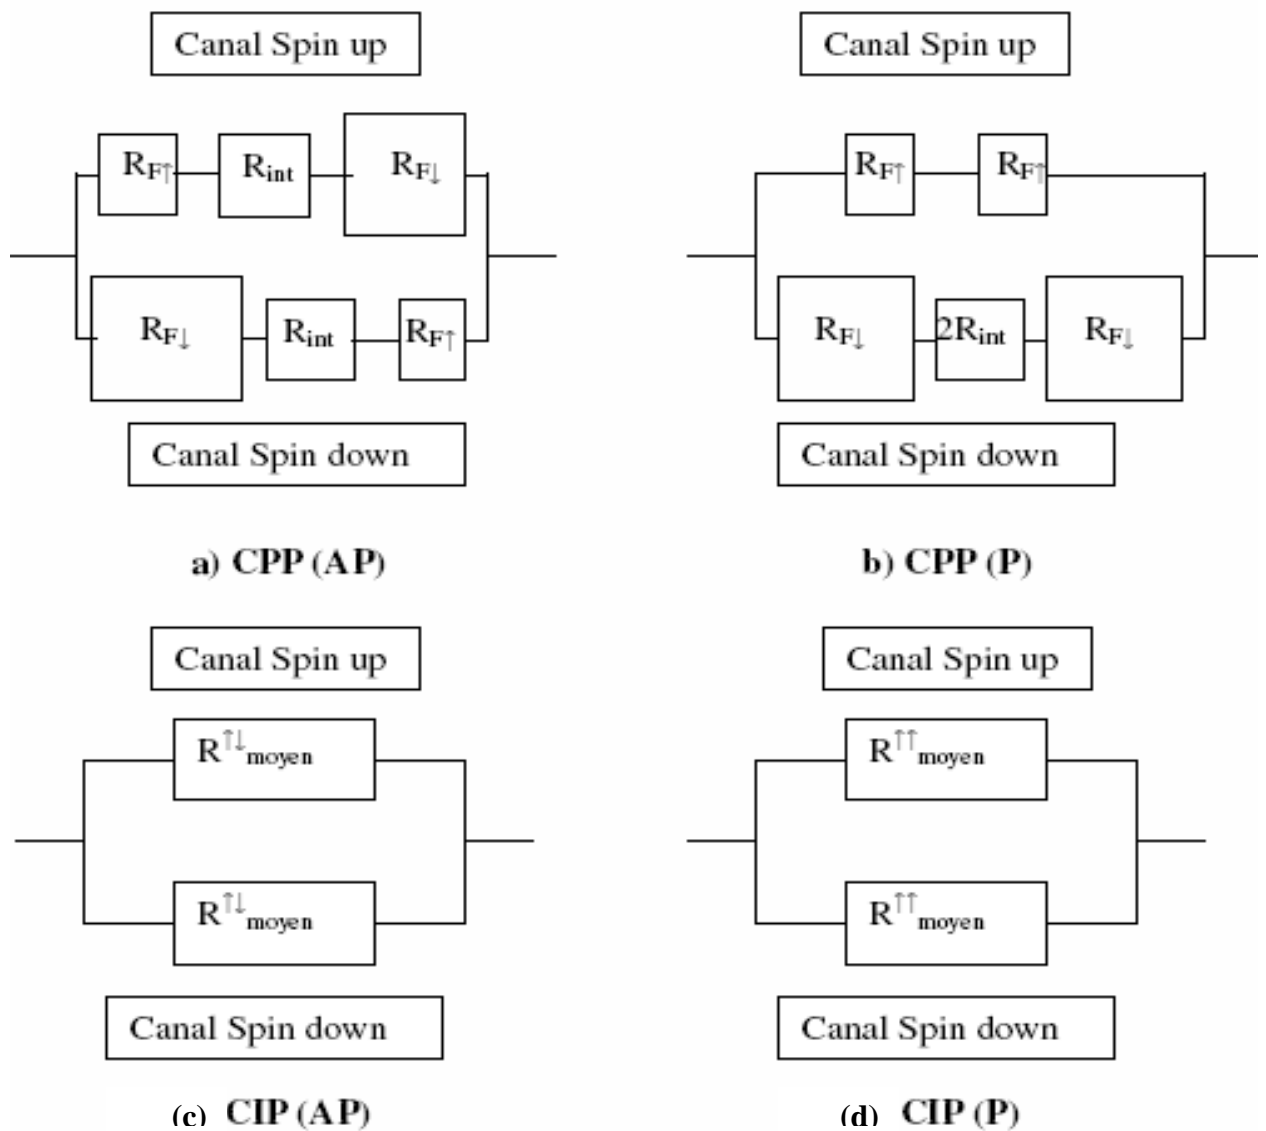 Canal Spin up
Canal Spin up
R_F↑ R_int R_F↓
R_F↑ R_F↑
R_F↓ R_int R_F↑
R_F↓ 2R_int R_F↓
Canal Spin down
Canal Spin down
a) CPP (AP)
b) CPP (P)
Canal Spin up
Canal Spin up
R^↑↓_moyen
R^↑↑_moyen
R^↑↓_moyen
R^↑↑_moyen
Canal Spin down
Canal Spin down
(c) CIP (AP)
(d) CIP (P)